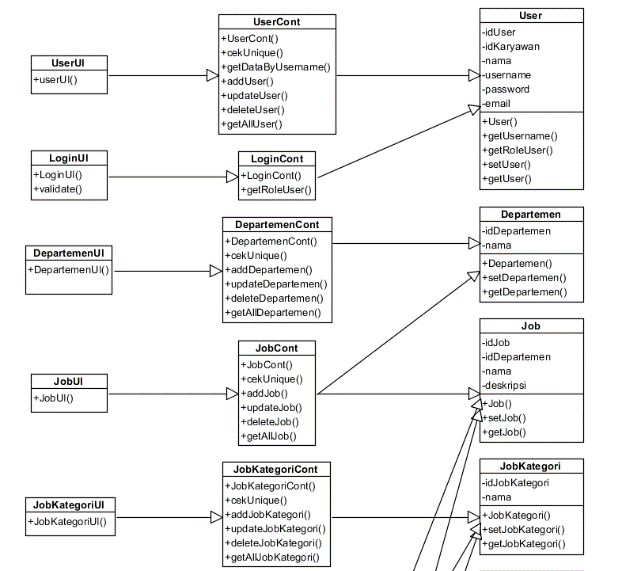 UserUI
+userUI()
UserCont
+UserCont()
+cekUnique()
+getDataByUsername()
+addUser()
+updateUser()
+deleteUser()
+getAllUser()
User
-idUser
-idKaryawan
-nama
-username
-password
-email
+User()
+getUsername()
+getRoleUser()
+setUser()
+getUser()
LoginUI
+LoginUI()
+validate()
LoginCont
+LoginCont()
+getRoleUser()
DepartemenUI
+DepartemenUI()
DepartemenCont
+DepartemenCont()
+cekUnique()
+addDepartemen()
+updateDepartemen()
+deleteDepartemen()
+getAllDepartemen()
Departemen
-idDepartemen
-nama
+Departemen()
+setDepartemen()
+getDepartemen()
JobUI
+JobUI()
JobCont
+JobCont()
+cekUnique()
+addJob()
+updateJob()
+deleteJob()
+getAllJob()
Job
-idJob
-idDepartemen
-nama
-deskripsi
+Job()
+setJob()
+getJob()
JobKategoriUI
+JobKategoriUI()
JobKategoriCont
+JobKategoriCont()
+cekUnique()
+addJobKategori()
+updateJobKategori()
+deleteJobKategori()
+getAllJobKategori()
JobKategori
-idJobKategori
-nama
+JobKategori()
+setJobKategori()
+getJobKategori()